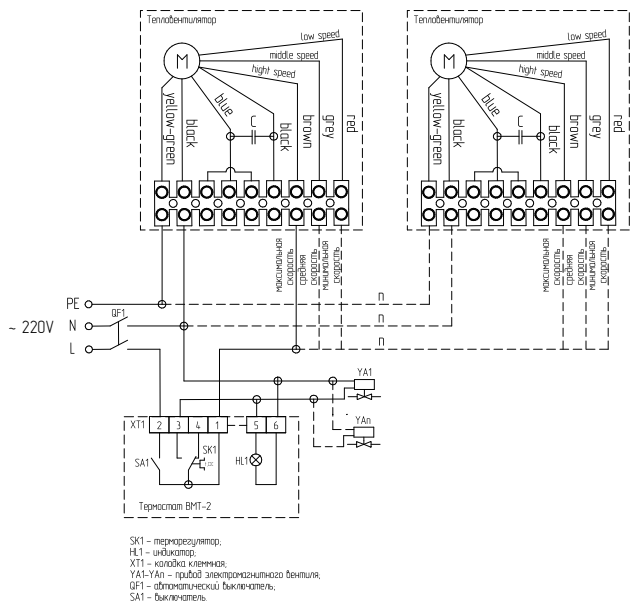 Тепловентилятор
Тепловентилятор
low speed
middle speed
hight speed
M
yellow-green
black
blue
C
black
brown
grey
red
low speed
middle speed
hight speed
M
yellow-green
black
blue
C
black
brown
grey
red
максимальная скорость
средняя скорость
минимальная скорость
максимальная скорость
средняя скорость
минимальная скорость
PE
n
QF1
~ 220V
N
n
L
n
YA1
YAn
XT1
2
3
4
1
5
6
SA1
SK1
HL1
Термостат ВМТ-2
SK1 - терморегулятор;
HL1 - индикатор;
XT1 - колодка клеммная;
YA1-YAn - привод электромагнитного вентиля;
QF1 - автоматический выключатель;
SA1 - выключатель.